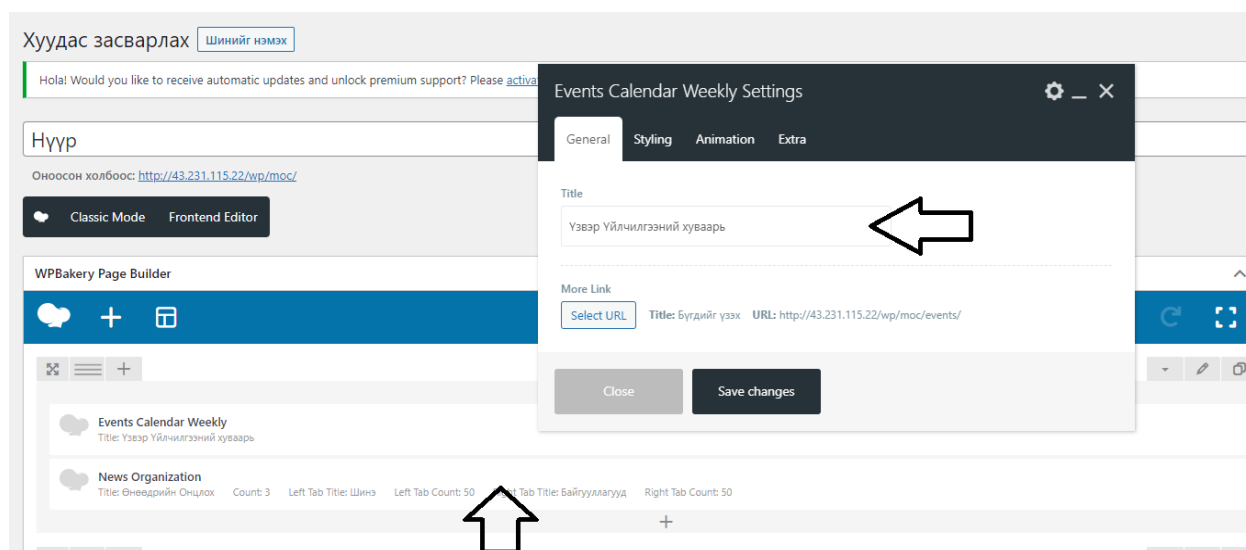 Хуудас засварлах Шинийг нэмэх
Hola! Would you like to receive automatic updates and unlock premium support? Please
Events Calendar Weekly Settings
General Styling Animation Extra
Нүүр
Оноосон холбоос: http://43.231.115.22/wp/moc/
Classic Mode Frontend Editor
Title
Үзвэр Үйлчилгээний хуваарь
WPBakery Page Builder
More Link
Select URL Title: Бүгдийг үзэх URL: http://43.231.115.22/wp/moc/events/
Close Save changes
Events Calendar Weekly
Title: Үзвэр Үйлчилгээний хуваарь
News Organization
Title: Өнөөдрийн Онцлох Count: 3 Left Tab Title: Шинэ Left Tab Count: 50 Right Tab Title: Байгууллагууд Right Tab Count: 50